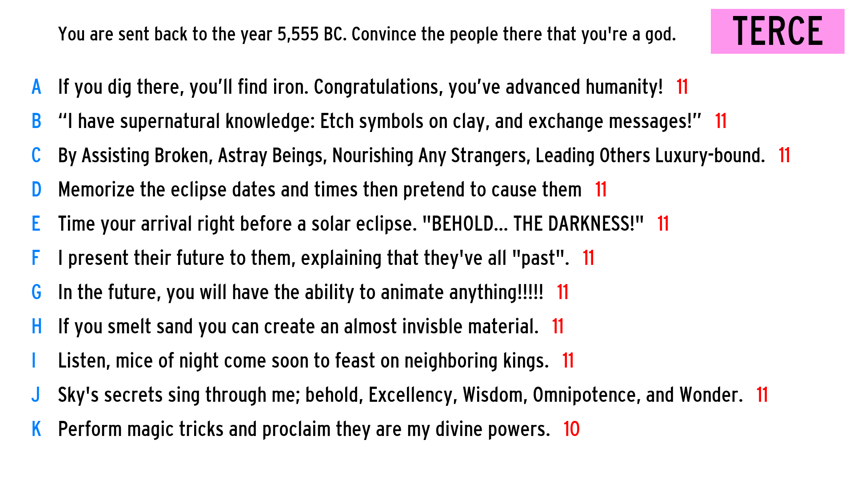 You are sent back to the year 5,555 BC. Convince the people there that you're a god.
TERCE
A If you dig there, you’ll find iron. Congratulations, you’ve advanced humanity! 11
B “I have supernatural knowledge: Etch symbols on clay, and exchange messages!” 11
C By Assisting Broken, Astray Beings, Nourishing Any Strangers, Leading Others Luxury-bound. 11
D Memorize the eclipse dates and times then pretend to cause them 11
E Time your arrival right before a solar eclipse. "BEHOLD... THE DARKNESS!" 11
F I present their future to them, explaining that they've all "past". 11
G In the future, you will have the ability to animate anything!!!!! 11
H If you smelt sand you can create an almost invisble material. 11
I Listen, mice of night come soon to feast on neighboring kings. 11
J Sky's secrets sing through me; behold, Excellency, Wisdom, Omnipotence, and Wonder. 11
K Perform magic tricks and proclaim they are my divine powers. 10